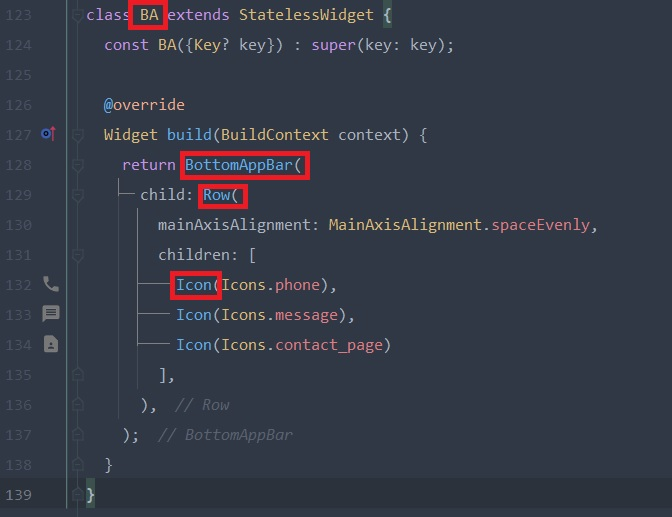 123 class BA extends StatelessWidget {
124 const BA({Key? key}) : super(key: key);
125
126 @override
127 Widget build(BuildContext context) {
128 return BottomAppBar(
129 child: Row(
130 mainAxisAlignment: MainAxisAlignment.spaceEvenly,
131 children: [
132 Icon(Icons.phone),
133 Icon(Icons.message),
134 Icon(Icons.contact_page)
135 ],
136 ), // Row
137 ); // BottomAppBar
138 }
139 }